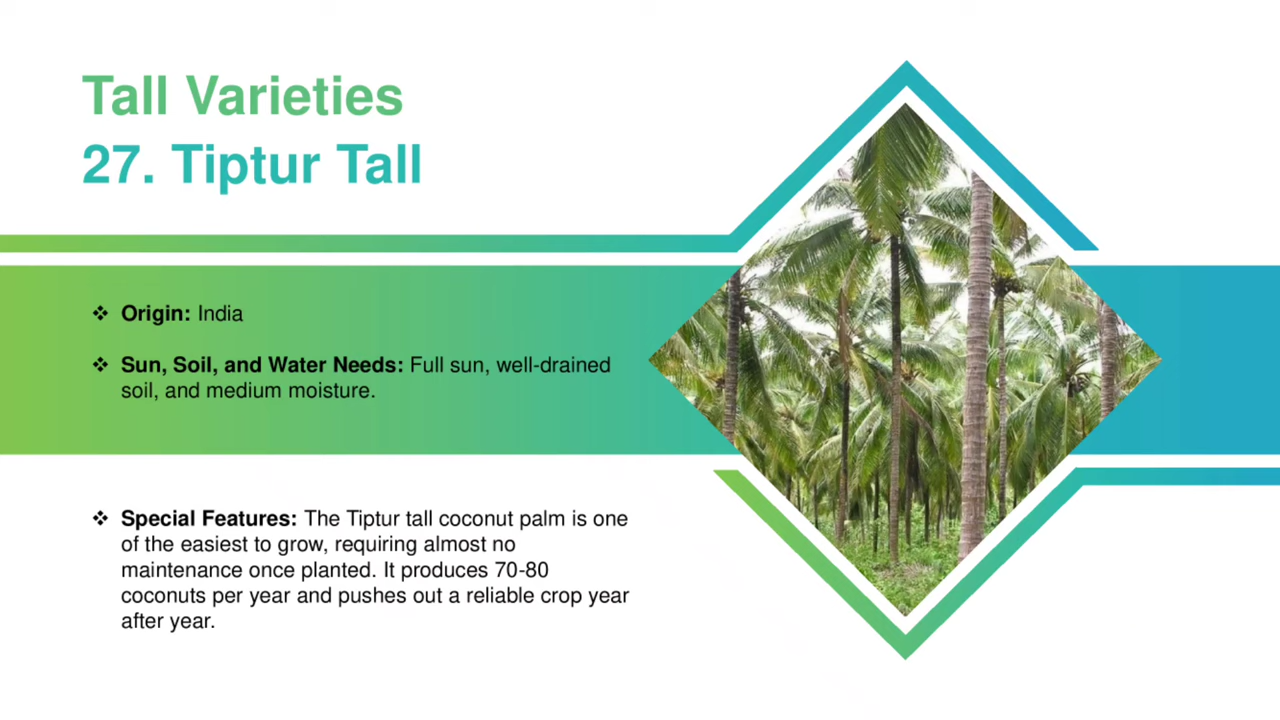 Tall Varieties
27. Tiptur Tall
❖ Origin: India
❖ Sun, Soil, and Water Needs: Full sun, well-drained
soil, and medium moisture.
❖ Special Features: The Tiptur tall coconut palm is one
of the easiest to grow, requiring almost no
maintenance once planted. It produces 70-80
coconuts per year and pushes out a reliable crop year
after year.